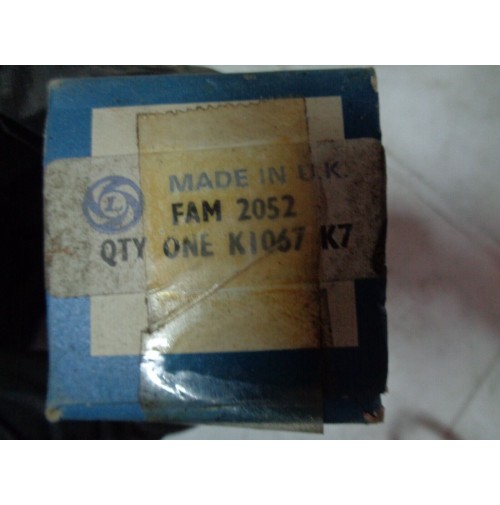 L
MADE IN U.K.
FAM 2052
QTY ONE K1067 K7